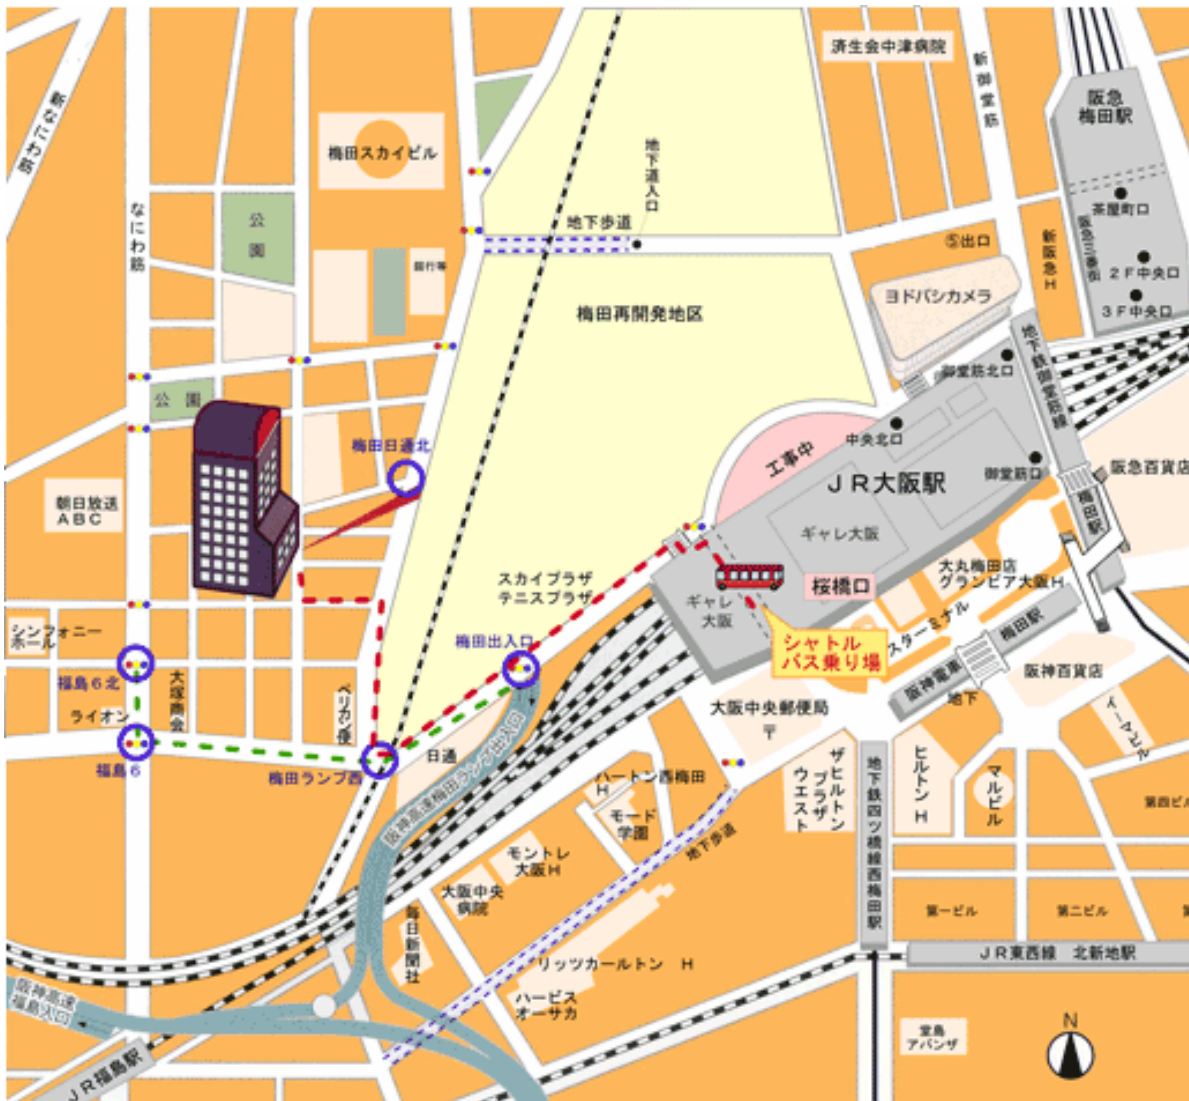 済生会中津病院
新御堂筋
阪急
梅田駅
新なにわ筋
梅田スカイビル
地下道入口
茶屋町口
なにわ筋
公
園
地下歩道
⑤出口
新阪急H
阪急三番街
2F中央口
銀行等
ヨドバシカメラ
3F中央口
梅田再開発地区
地下鉄御堂筋線
御堂筋北口
公 園
中央北口
梅田日通北
工事中
御堂筋口
阪急百貨店
JR大阪駅
朝日放送
ABC
梅田駅
ギャレ大阪
大丸梅田店
グランビア大阪H
スカイプラザ
テニスプラザ
桜橋口
ギャレ
大阪
シンフォニー
ホール
梅田出入口
シャトル
バス乗り場
スターミナル
梅田駅
阪神電車
地下
阪神百貨店
福島6北
大塚商会
ペリカン便
ライオン
大阪中央郵便局
〒
イーマビル
福島6
梅田ランプ西
日通
阪神高速梅田ランプ出入口
ハートン西梅田
H
ザヒルトン
プラザ
ウエスト
ヒルトンH
マルビル
地下鉄四ツ橋線西梅田駅
第四ビル
モード
学園
地下歩道
モントレ
大阪H
大阪中央
病院
毎日新聞社
第一ビル
第二ビル
第
リッツカールトン H
JR東西線 北新地駅
阪神高速
福島入口
ハービス
オーサカ
堂島
アバンザ
N
JR福島駅